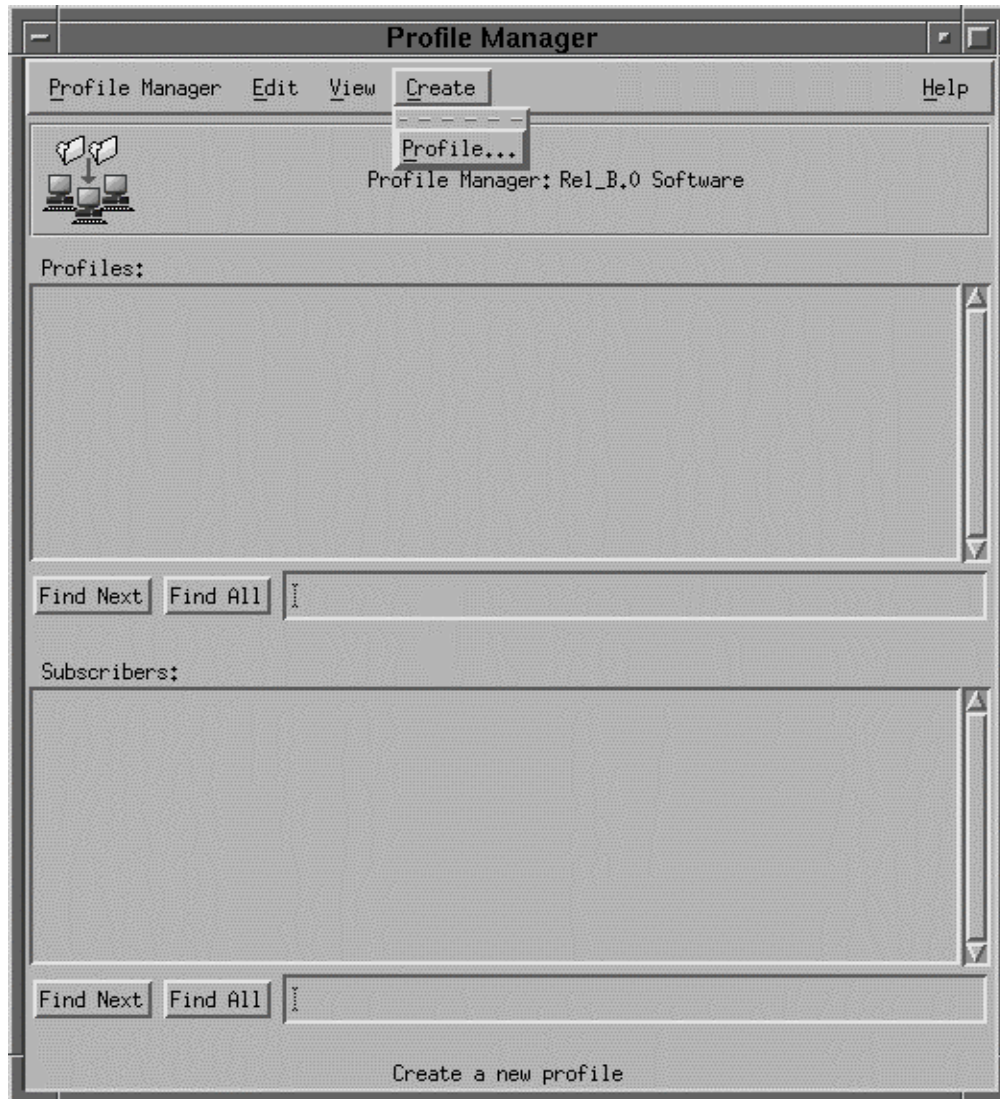 Profile Manager
Profile Manager Edit View Create Help
Profile...
Profile Manager: Rel_B.0 Software
Profiles:
Find Next Find All
Subscribers:
Find Next Find All
Create a new profile